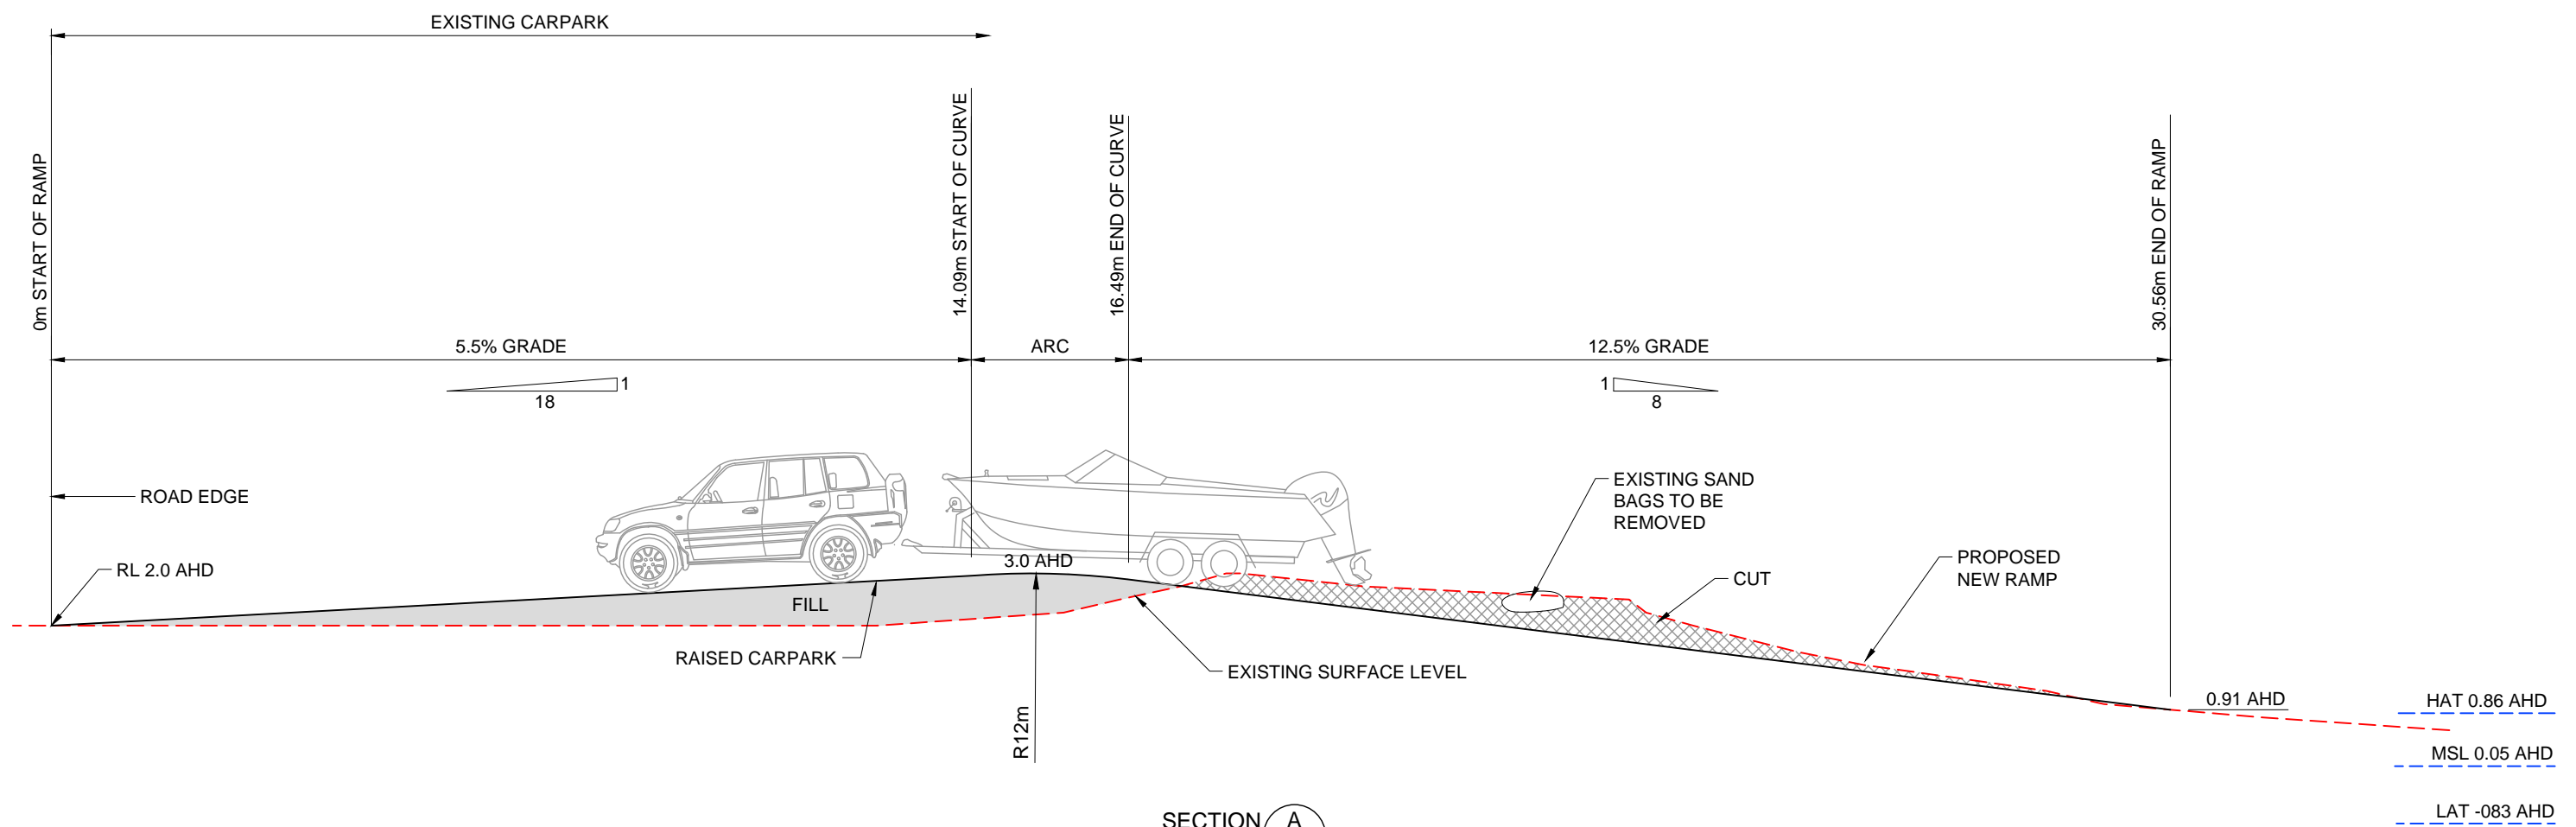 EXISTING CARPARK
0m START OF RAMP
14.09m START OF CURVE
16.49m END OF CURVE
30.56m END OF RAMP
5.5% GRADE
ARC
12.5% GRADE
1
18
1
8
ROAD EDGE
EXISTING SAND
BAGS TO BE
REMOVED
RL 2.0 AHD
3.0 AHD
CUT
PROPOSED
NEW RAMP
FILL
RAISED CARPARK
EXISTING SURFACE LEVEL
R12m
0.91 AHD
HAT 0.86 AHD
MSL 0.05 AHD
LAT -083 AHD
SECTION A